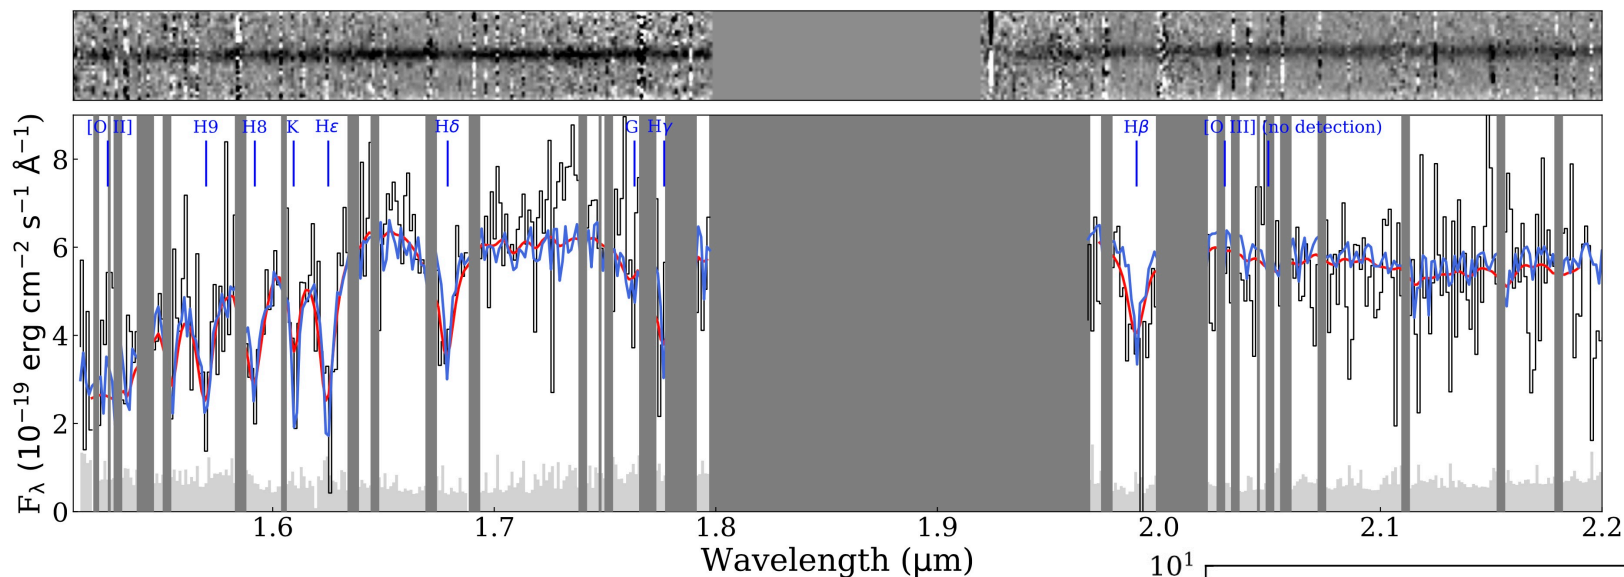 [O II] H9 H8 K Hε Hδ G Hγ Hβ [O III] (no detection)
8
6
4
2
0
F_λ (10⁻¹⁹ erg cm⁻² s⁻¹ Å⁻¹)
1.6 1.7 1.8 1.9 2.0 2.1 2.2
Wavelength (μm)
10¹